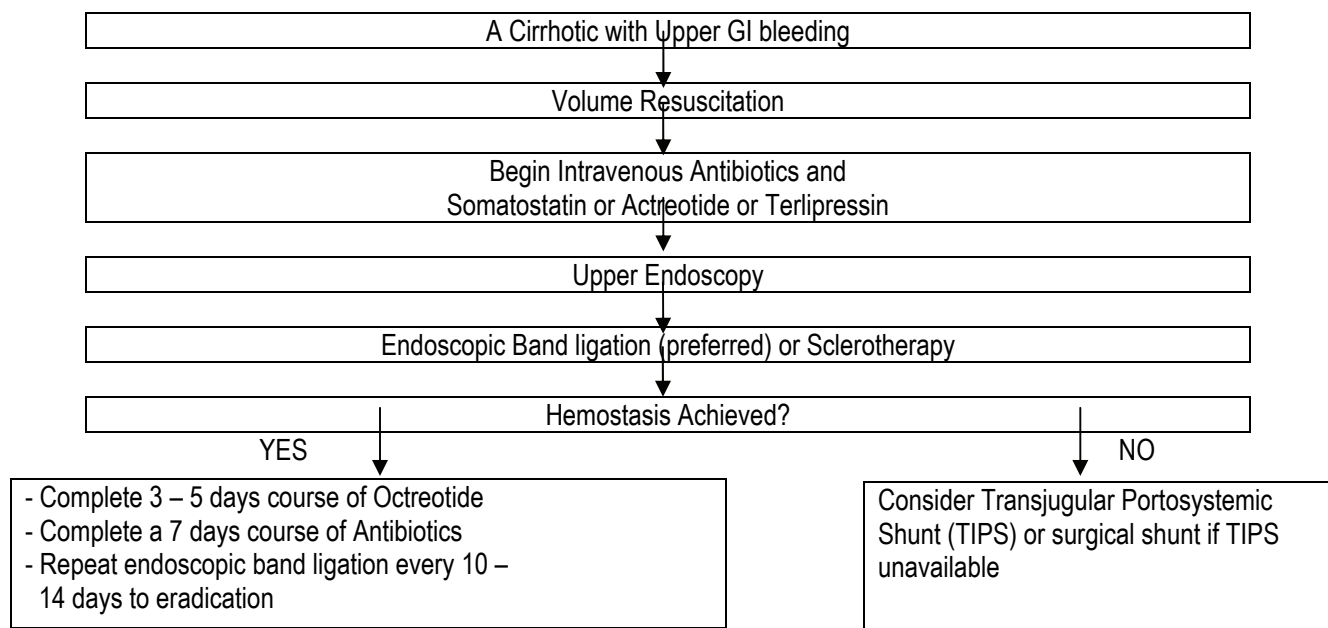 A Cirrhotic with Upper GI bleeding
Volume Resuscitation
Begin Intravenous Antibiotics and
Somatostatin or Actreotide or Terlipressin
Upper Endoscopy
Endoscopic Band ligation (preferred) or Sclerotherapy
Hemostasis Achieved?
YES
NO
- Complete 3 – 5 days course of Octreotide
- Complete a 7 days course of Antibiotics
- Repeat endoscopic band ligation every 10 –
14 days to eradication
Consider Transjugular Portosystemic
Shunt (TIPS) or surgical shunt if TIPS
unavailable